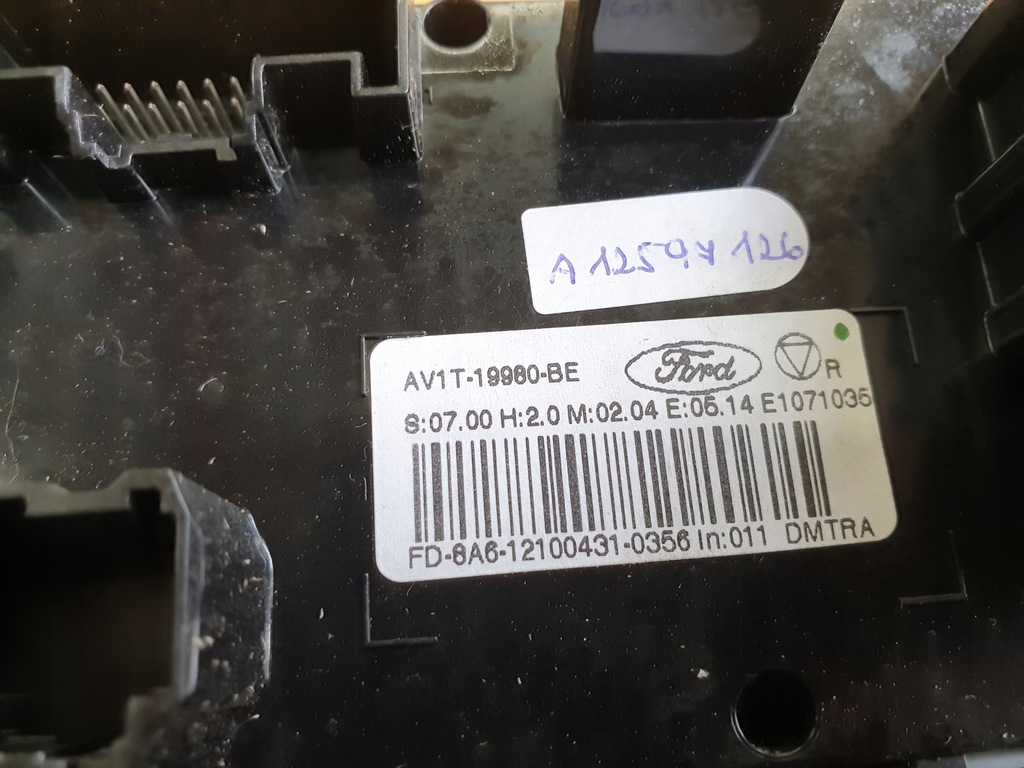 A12597126
AV1T-19980-BE Ford R
S:07.00 H:2.0 M:02.04 E:05.14 E1071035
FD-8A6-12100431-0356 In:011 DMTRA